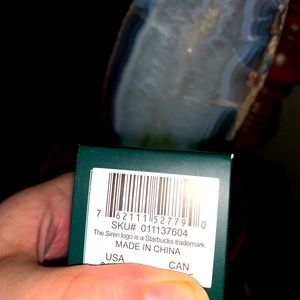 7 62111 52779 0
SKU# 011137604
The Siren logo is a Starbucks trademark.
MADE IN CHINA
USA CAN